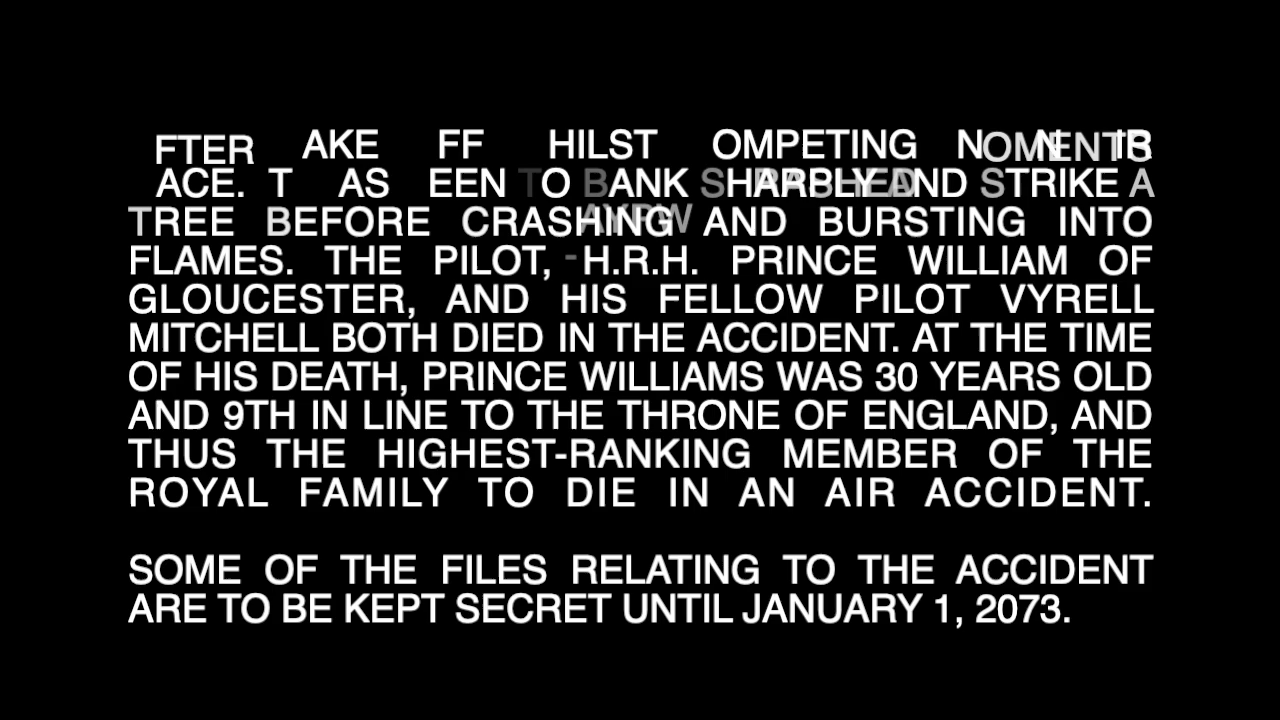 FTER AKE FF HILST OMPETING N N IR OMENTS
ACE. T AS EEN TO BANK SHARPLY AND STRIKE A
TREE BEFORE CRASHING AND BURSTING INTO
FLAMES. THE PILOT, - H.R.H. PRINCE WILLIAM OF
GLOUCESTER, AND HIS FELLOW PILOT VYRELL
MITCHELL BOTH DIED IN THE ACCIDENT. AT THE TIME
OF HIS DEATH, PRINCE WILLIAMS WAS 30 YEARS OLD
AND 9TH IN LINE TO THE THRONE OF ENGLAND, AND
THUS THE HIGHEST-RANKING MEMBER OF THE
ROYAL FAMILY TO DIE IN AN AIR ACCIDENT.
SOME OF THE FILES RELATING TO THE ACCIDENT
ARE TO BE KEPT SECRET UNTIL JANUARY 1, 2073.